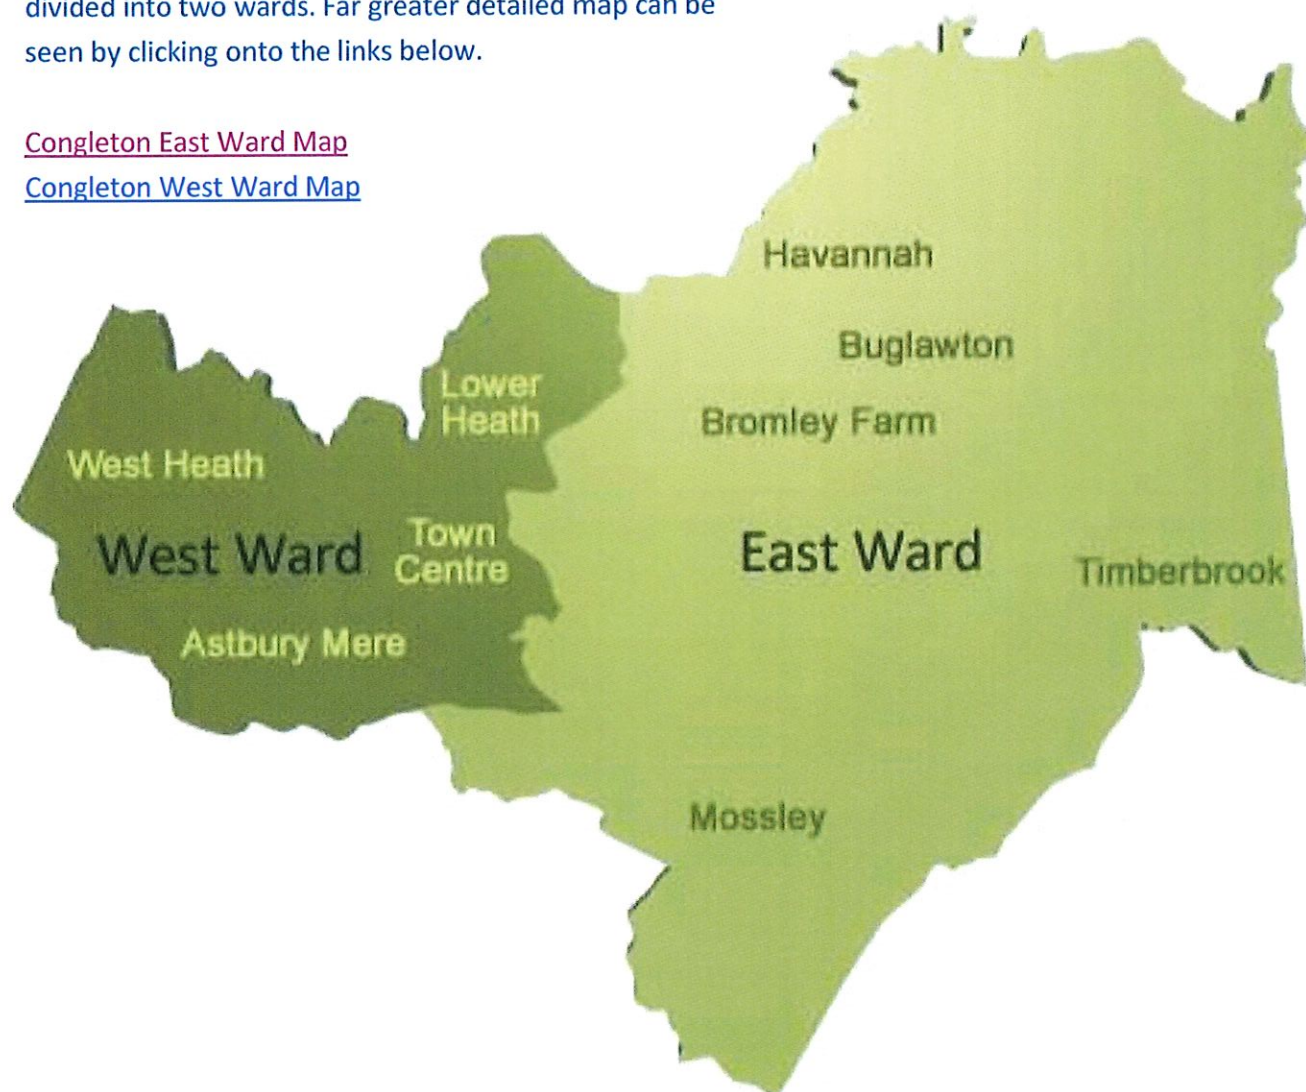 divided into two wards. Far greater detailed map can be
seen by clicking onto the links below.
Congleton East Ward Map
Congleton West Ward Map
Havannah
Buglawton
Lower
Heath
Bromley Farm
West Heath
Town
Centre
West Ward
East Ward
Timberbrook
Astbury Mere
Mossley